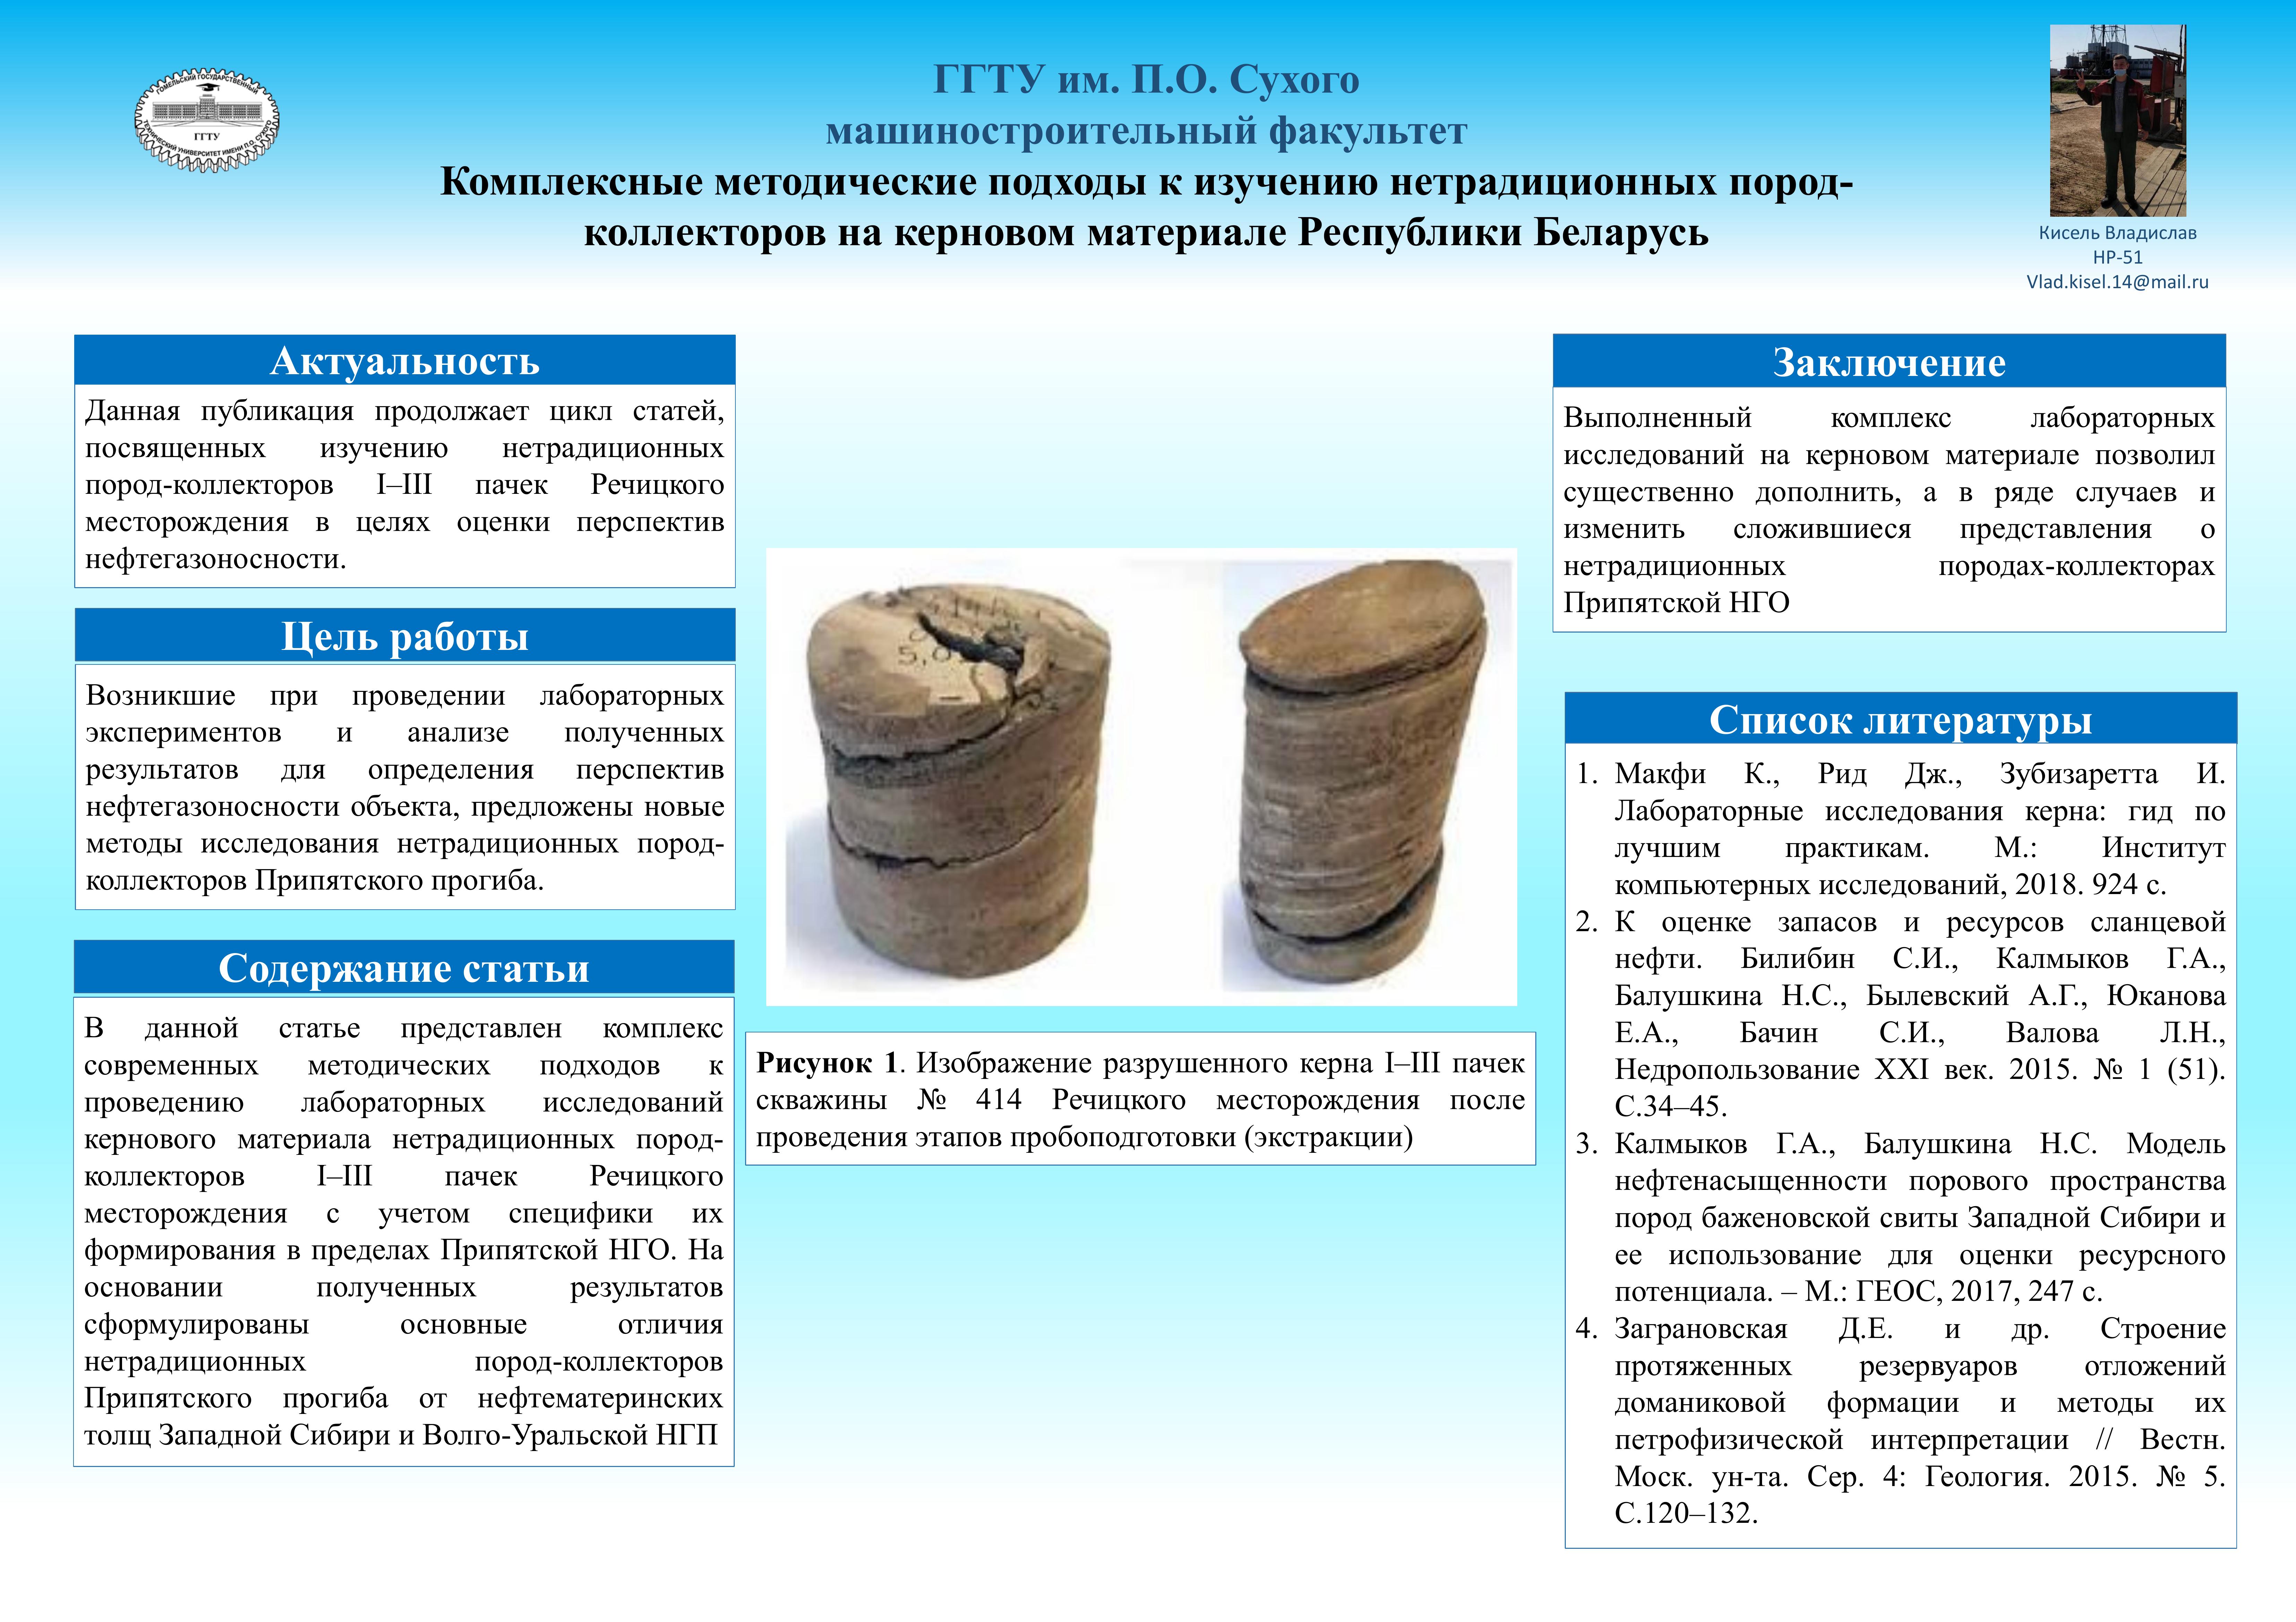 ГОМЕЛЬСКИЙ ГОСУДАРСТВЕННЫЙ
ГГТУ
ТЕХНИЧЕСКИЙ УНИВЕРСИТЕТ ИМЕНИ П.О. СУХОГО
ГГТУ им. П.О. Сухого
машиностроительный факультет
Комплексные методические подходы к изучению нетрадиционных пород-
коллекторов на керновом материале Республики Беларусь
Кисель Владислав
НР-51
Vlad.kisel.14@mail.ru
Актуальность
Данная публикация продолжает цикл статей,
посвященных изучению нетрадиционных
пород-коллекторов I–III пачек Речицкого
месторождения в целях оценки перспектив
нефтегазоносности.
Цель работы
Возникшие при проведении лабораторных
экспериментов и анализе полученных
результатов для определения перспектив
нефтегазоносности объекта, предложены новые
методы исследования нетрадиционных пород-
коллекторов Припятского прогиба.
Содержание статьи
В данной статье представлен комплекс
современных методических подходов к
проведению лабораторных исследований
кернового материала нетрадиционных пород-
коллекторов I–III пачек Речицкого
месторождения с учетом специфики их
формирования в пределах Припятской НГО. На
основании полученных результатов
сформулированы основные отличия
нетрадиционных пород-коллекторов
Припятского прогиба от нефтематеринских
толщ Западной Сибири и Волго-Уральской НГП
5,0
Рисунок 1. Изображение разрушенного керна I–III пачек
скважины № 414 Речицкого месторождения после
проведения этапов пробоподготовки (экстракции)
Заключение
Выполненный комплекс лабораторных
исследований на керновом материале позволил
существенно дополнить, а в ряде случаев и
изменить сложившиеся представления о
нетрадиционных породах-коллекторах
Припятской НГО
Список литературы
1. Макфи К., Рид Дж., Зубизаретта И.
Лабораторные исследования керна: гид по
лучшим практикам. М.: Институт
компьютерных исследований, 2018. 924 с.
2. К оценке запасов и ресурсов сланцевой
нефти. Билибин С.И., Калмыков Г.А.,
Балушкина Н.С., Былевский А.Г., Юканова
Е.А., Бачин С.И., Валова Л.Н.,
Недропользование XXI век. 2015. № 1 (51).
С.34–45.
3. Калмыков Г.А., Балушкина Н.С. Модель
нефтенасыщенности порового пространства
пород баженовской свиты Западной Сибири и
ее использование для оценки ресурсного
потенциала. – М.: ГЕОС, 2017, 247 с.
4. Заграновская Д.Е. и др. Строение
протяженных резервуаров отложений
доманиковой формации и методы их
петрофизической интерпретации // Вестн.
Моск. ун-та. Сер. 4: Геология. 2015. № 5.
С.120–132.